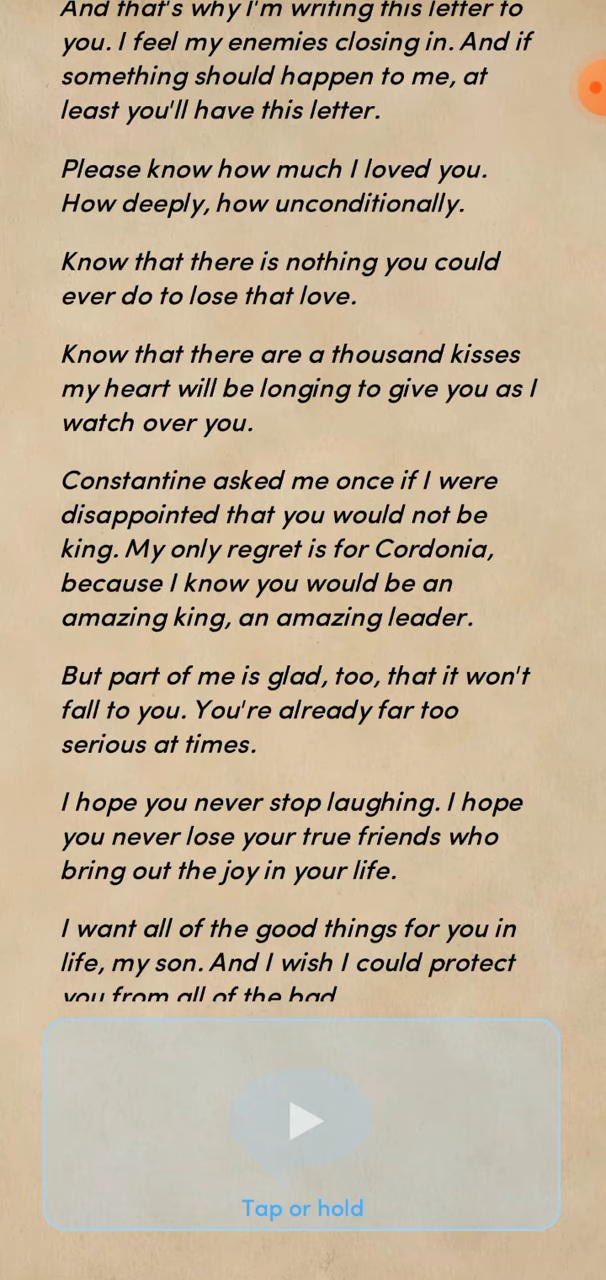 And that's why I'm writing this letter to
you. I feel my enemies closing in. And if
something should happen to me, at
least you'll have this letter.
Please know how much I loved you.
How deeply, how unconditionally.
Know that there is nothing you could
ever do to lose that love.
Know that there are a thousand kisses
my heart will be longing to give you as I
watch over you.
Constantine asked me once if I were
disappointed that you would not be
king. My only regret is for Cordonia,
because I know you would be an
amazing king, an amazing leader.
But part of me is glad, too, that it won't
fall to you. You're already far too
serious at times.
I hope you never stop laughing. I hope
you never lose your true friends who
bring out the joy in your life.
I want all of the good things for you in
life, my son. And I wish I could protect
you from all of the bad
Tap or hold